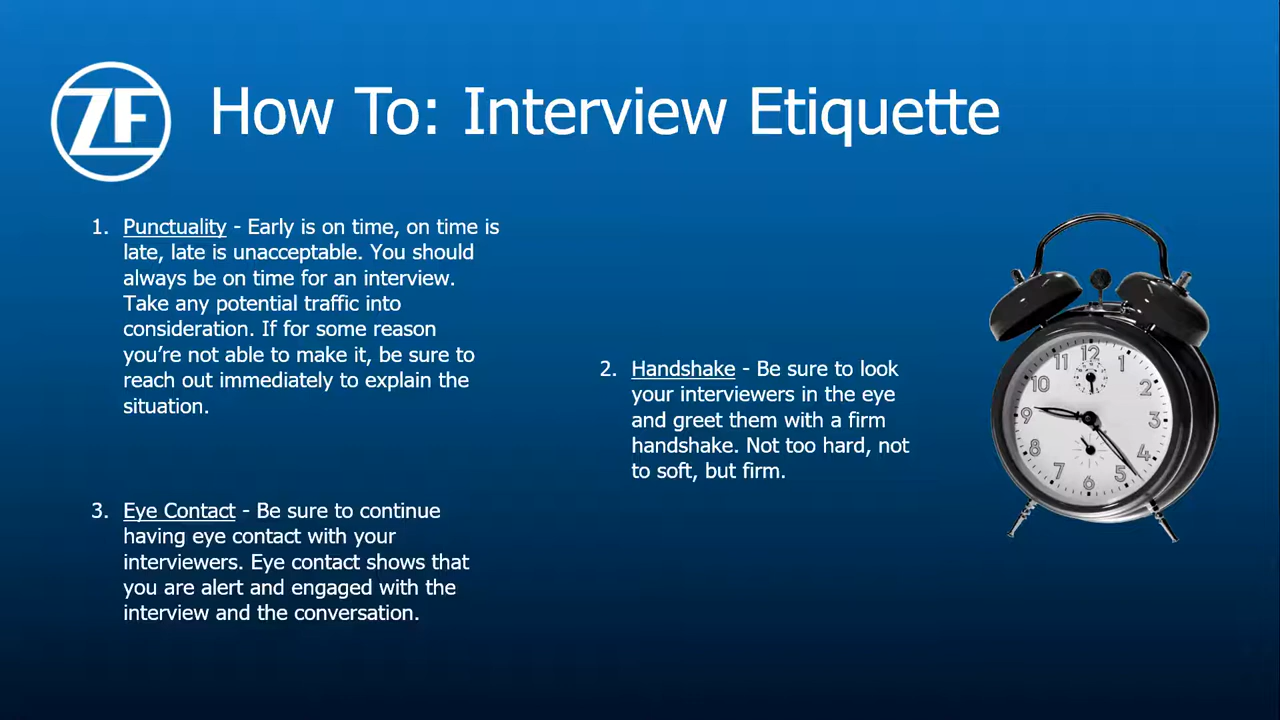 ZF
How To: Interview Etiquette
1. Punctuality - Early is on time, on time is
late, late is unacceptable. You should
always be on time for an interview.
Take any potential traffic into
consideration. If for some reason
you’re not able to make it, be sure to
reach out immediately to explain the
situation.
2. Handshake - Be sure to look
your interviewers in the eye
and greet them with a firm
handshake. Not too hard, not
to soft, but firm.
3. Eye Contact - Be sure to continue
having eye contact with your
interviewers. Eye contact shows that
you are alert and engaged with the
interview and the conversation.
12
1
2
3
4
5
6
7
8
9
10
11